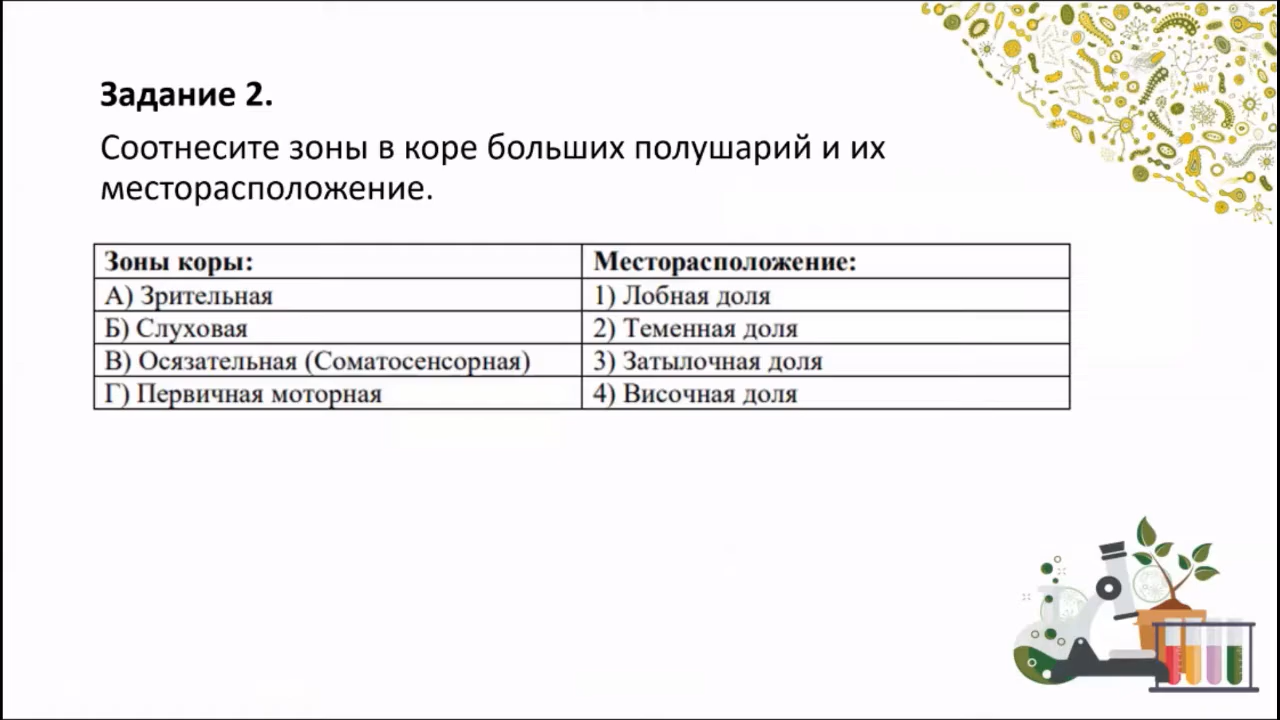 Задание 2.
Соотнесите зоны в коре больших полушарий и их
месторасположение.
Зоны коры: Месторасположение:
А) Зрительная 1) Лобная доля
Б) Слуховая 2) Теменная доля
В) Осязательная (Соматосенсорная) 3) Затылочная доля
Г) Первичная моторная 4) Височная доля